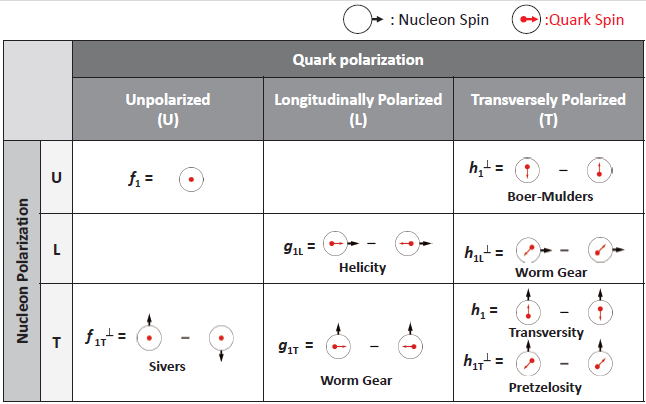 : Nucleon Spin :Quark Spin
Quark polarization
Unpolarized Longitudinally Polarized Transversely Polarized
(U) (L) (T)
Nucleon Polarization
U f₁ = h₁⊥ = –
Boer-Mulders
L g₁L = – h₁L⊥ = –
Helicity Worm Gear
T f₁T⊥ = – g₁T = – h₁ = –
Sivers Worm Gear Transversity
h₁T⊥ = –
Pretzelosity